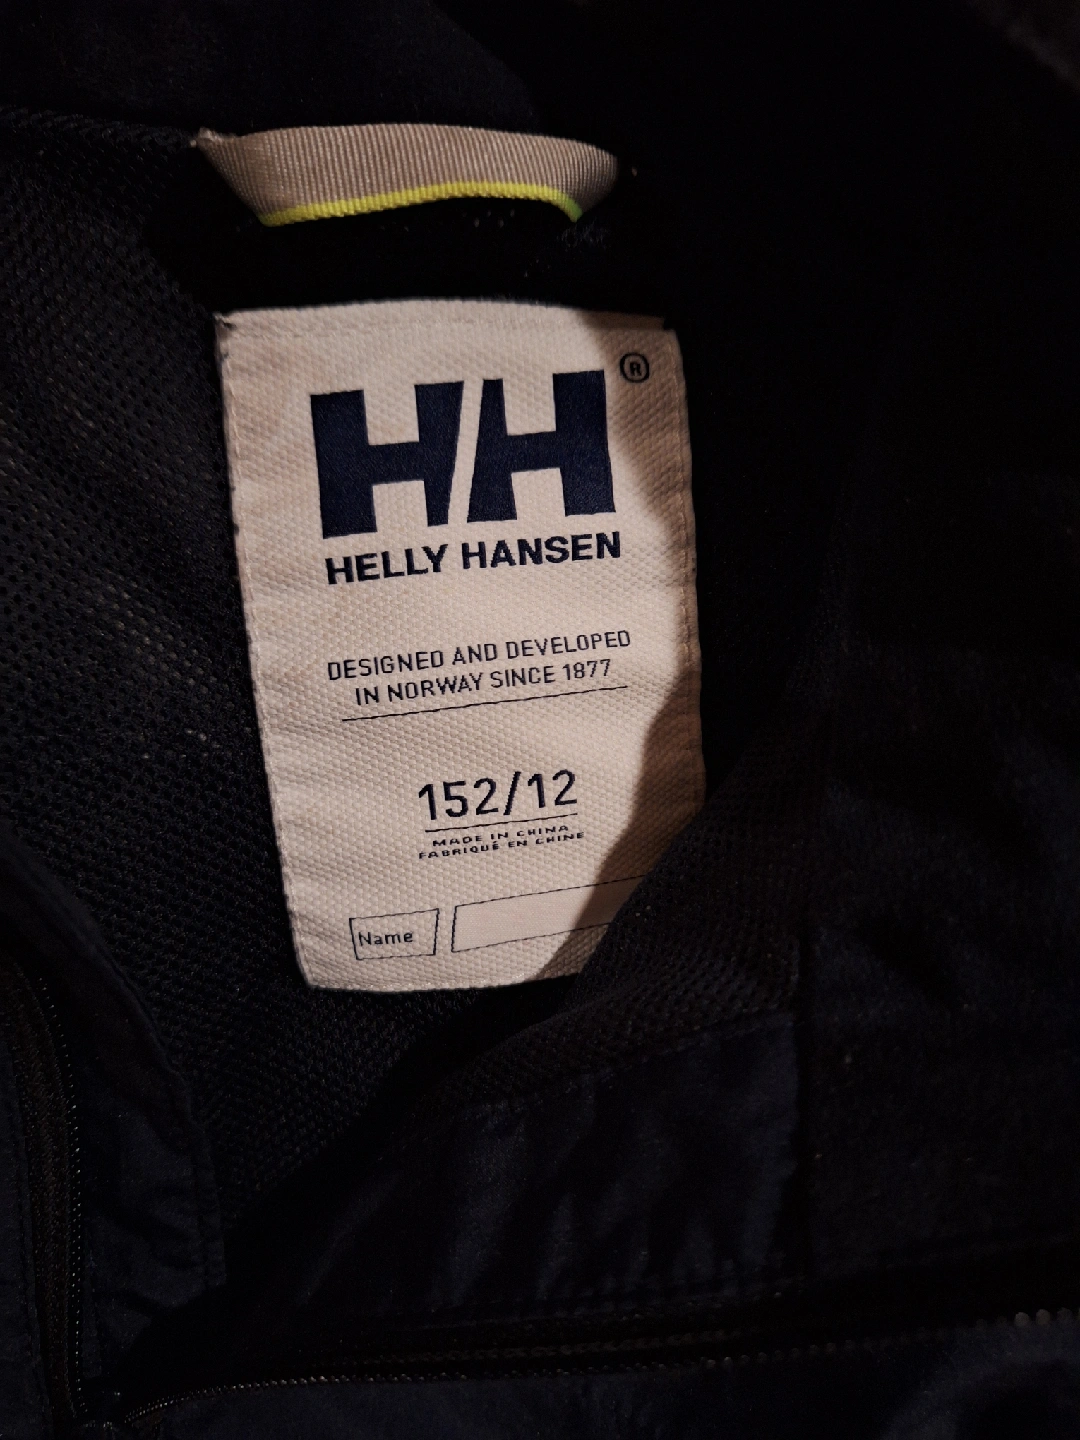 HH®
HELLY HANSEN
DESIGNED AND DEVELOPED
IN NORWAY SINCE 1877
152/12
MADE IN CHINA
FABRIQUÉ EN CHINE
Name